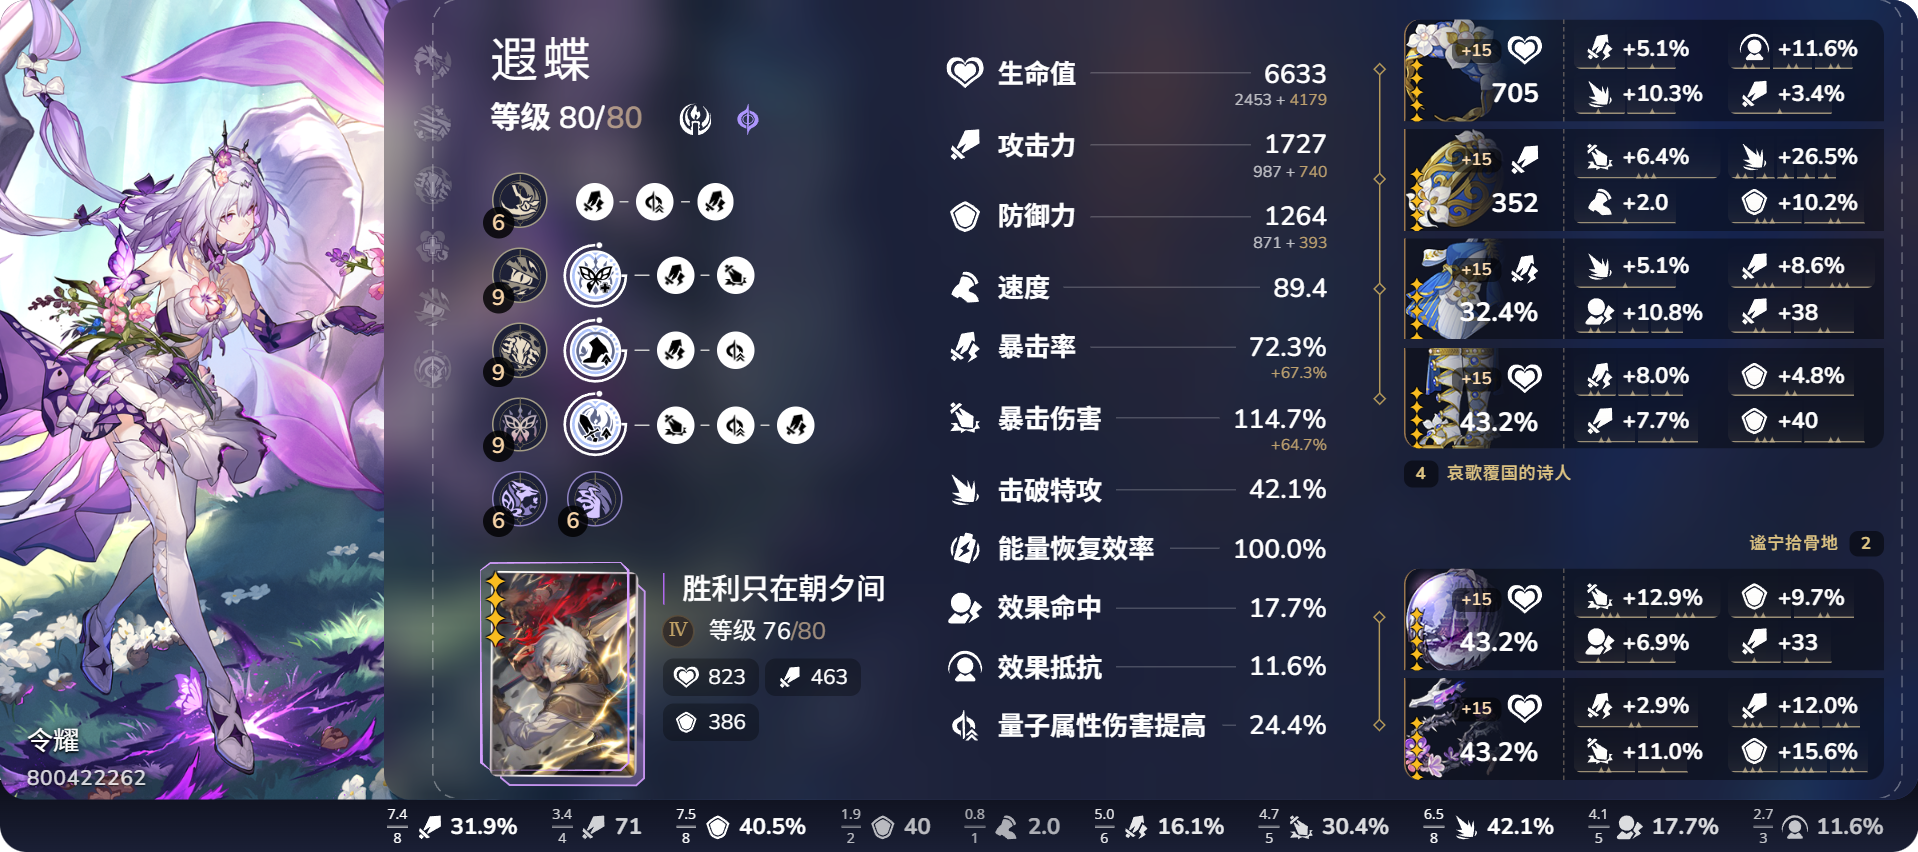 遐蝶
等级 80/80
6
9
9
9
6
6
胜利只在朝夕间
IV 等级 76/80
823 463
386
令耀
800422262
生命值 6633
2453 + 4179
攻击力 1727
987 + 740
防御力 1264
871 + 393
速度 89.4
暴击率 72.3%
+67.3%
暴击伤害 114.7%
+64.7%
击破特攻 42.1%
能量恢复效率 100.0%
效果命中 17.7%
效果抵抗 11.6%
量子属性伤害提高 24.4%
+15 +5.1% +11.6%
705 +10.3% +3.4%
+15 +6.4% +26.5%
352 +2.0 +10.2%
+15 +5.1% +8.6%
32.4% +10.8% +38
+15 +8.0% +4.8%
43.2% +7.7% +40
4 哀歌覆国的诗人
谧宁拾骨地 2
+15 +12.9% +9.7%
43.2% +6.9% +33
+15 +2.9% +12.0%
43.2% +11.0% +15.6%
7.4 8 31.9% 3.4 4 71 7.5 8 40.5% 1.9 2 40 0.8 1 2.0 5.0 6 16.1% 4.7 5 30.4% 6.5 8 42.1% 4.1 5 17.7% 2.7 3 11.6%